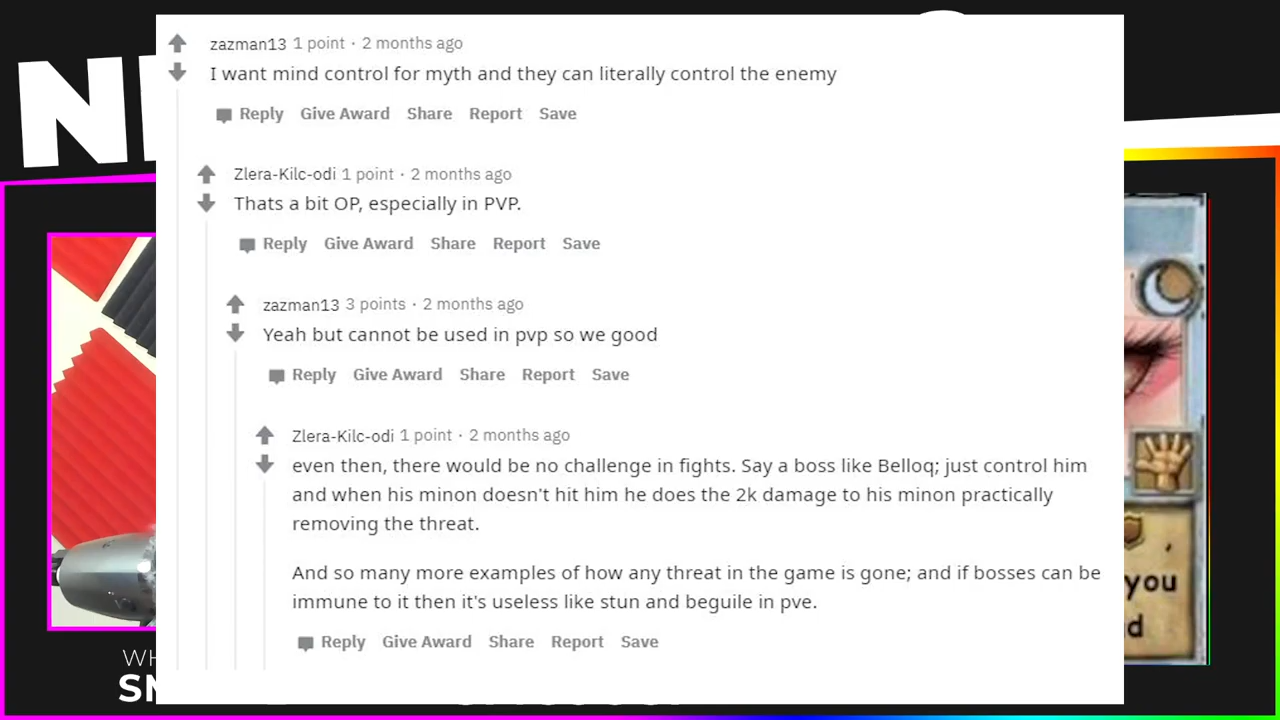 zazman13 1 point · 2 months ago
I want mind control for myth and they can literally control the enemy
Reply Give Award Share Report Save
Zlera-Kilc-odi 1 point · 2 months ago
Thats a bit OP, especially in PVP.
Reply Give Award Share Report Save
zazman13 3 points · 2 months ago
Yeah but cannot be used in pvp so we good
Reply Give Award Share Report Save
Zlera-Kilc-odi 1 point · 2 months ago
even then, there would be no challenge in fights. Say a boss like Belloq; just control him
and when his minon doesn't hit him he does the 2k damage to his minon practically
removing the threat.
And so many more examples of how any threat in the game is gone; and if bosses can be
immune to it then it's useless like stun and beguile in pve.
Reply Give Award Share Report Save
you